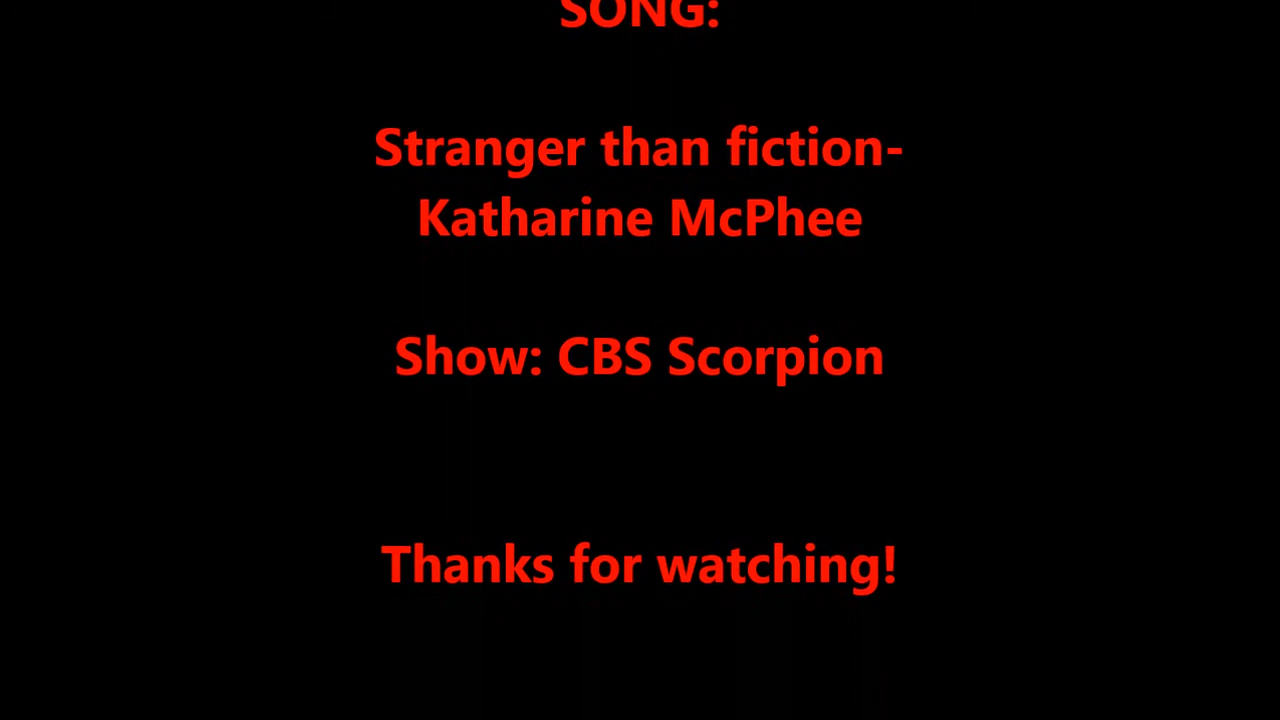 SONG:
Stranger than fiction-
Katharine McPhee
Show: CBS Scorpion
Thanks for watching!